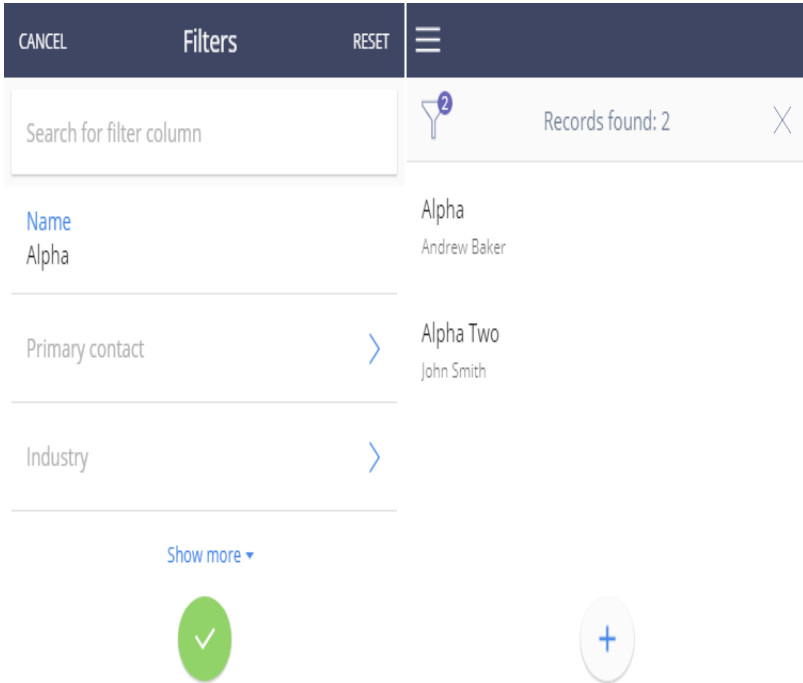 CANCEL
Filters
RESET
Search for filter column
Name
Alpha
Primary contact
Industry
Show more
2
Records found: 2
Alpha
Andrew Baker
Alpha Two
John Smith